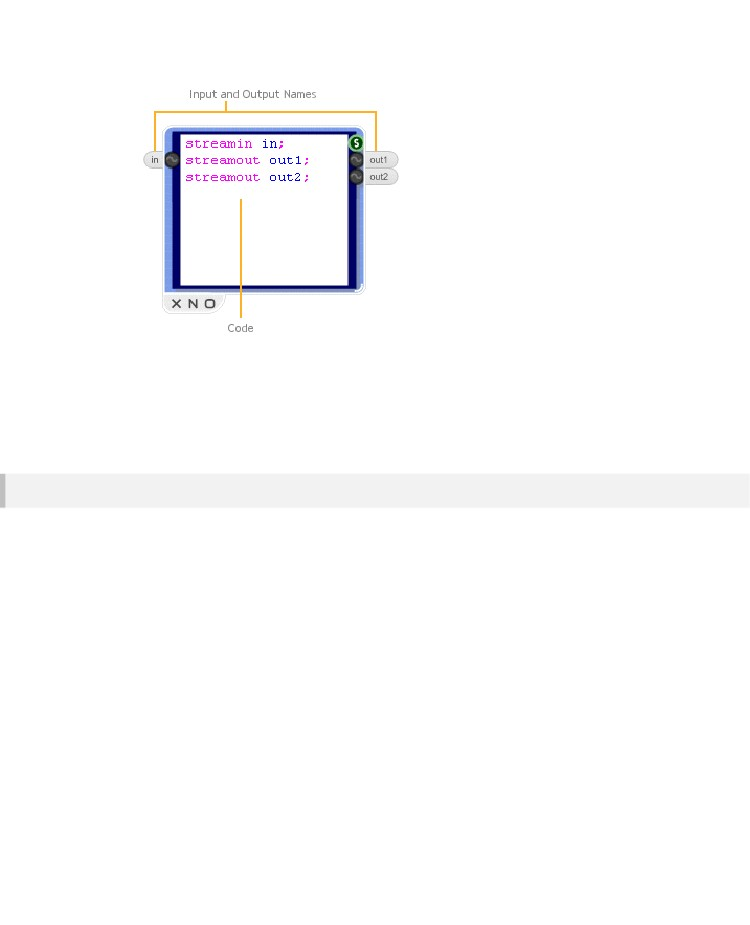 Input and Output Names
streamin in;
streamout out1;
streamout out2;
in
S
out1
out2
X N O
Code